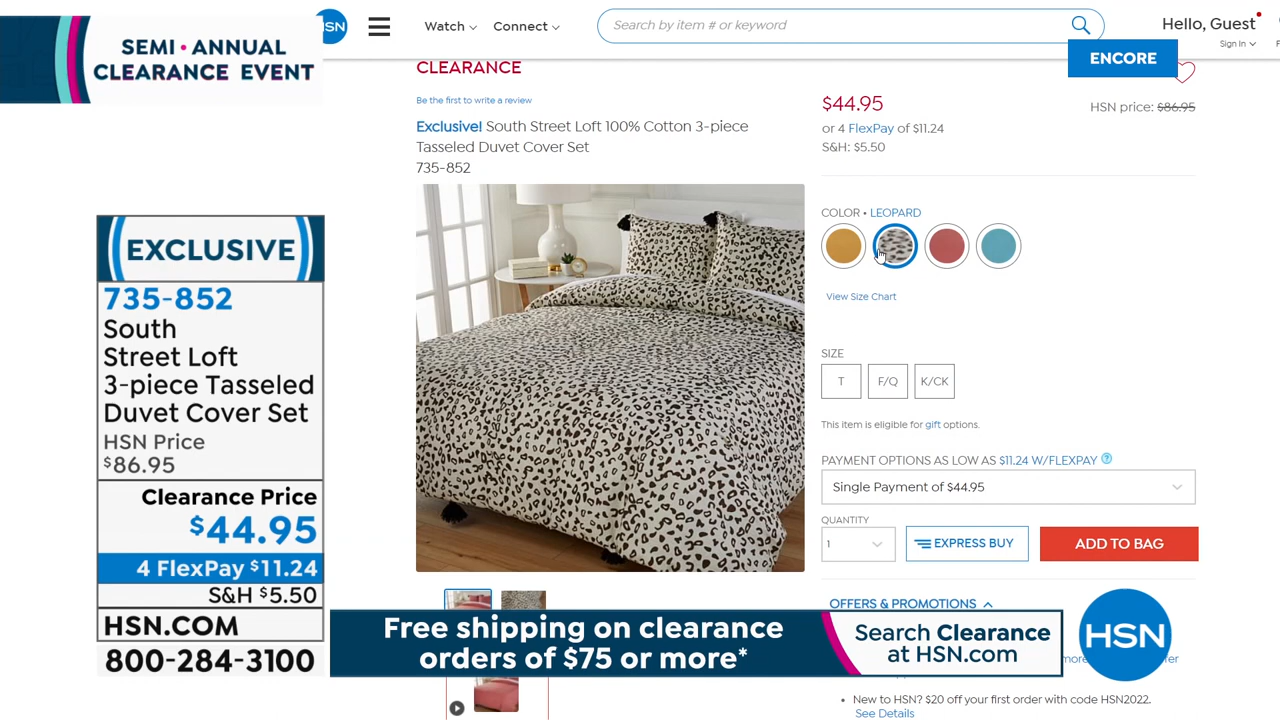 SEMI • ANNUAL
CLEARANCE EVENT
HSN
Watch
Connect
Search by item # or keyword
Hello, Guest
Sign In
ENCORE
CLEARANCE
Be the first to write a review
Exclusive! South Street Loft 100% Cotton 3-piece
Tasseled Duvet Cover Set
735-852
$44.95
HSN price: $86.95
or 4 FlexPay of $11.24
S&H: $5.50
COLOR • LEOPARD
View Size Chart
SIZE
T
F/Q
K/CK
This item is eligible for gift options.
PAYMENT OPTIONS AS LOW AS $11.24 W/FLEXPAY ?
Single Payment of $44.95
QUANTITY
1
EXPRESS BUY
ADD TO BAG
OFFERS & PROMOTIONS
• New to HSN? $20 off your first order with code HSN2022.
See Details
EXCLUSIVE
735-852
South
Street Loft
3-piece Tasseled
Duvet Cover Set
HSN Price
$86.95
Clearance Price
$44.95
4 FlexPay $11.24
S&H $5.50
HSN.COM
800-284-3100
Free shipping on clearance
orders of $75 or more*
Search Clearance
at HSN.com
HSN